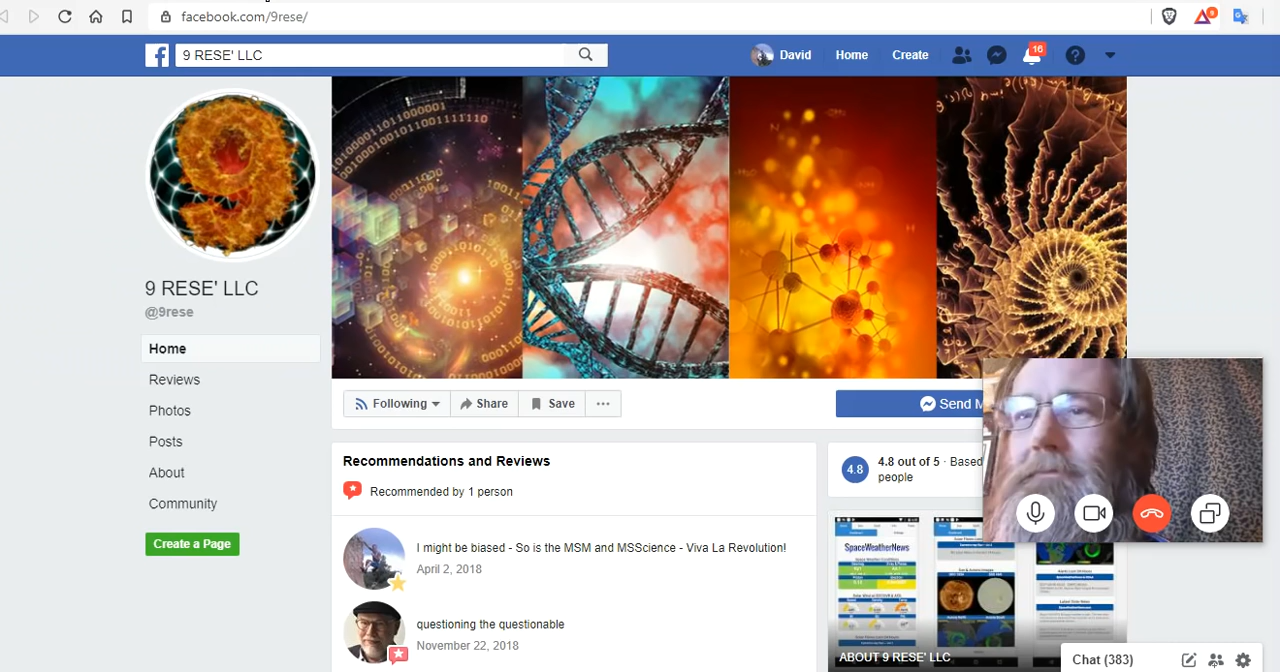 facebook.com/9rese/
9 RESE' LLC
David
Home
Create
16
9 RESE' LLC
@9rese
Home
Reviews
Photos
Posts
About
Community
Create a Page
Following
Share
Save
Send M
Recommendations and Reviews
Recommended by 1 person
I might be biased - So is the MSM and MSScience - Viva La Revolution!
April 2, 2018
questioning the questionable
November 22, 2018
4.8
4.8 out of 5 · Based
people
SpaceWeatherNews
ABOUT 9 RESE' LLC
Chat (383)